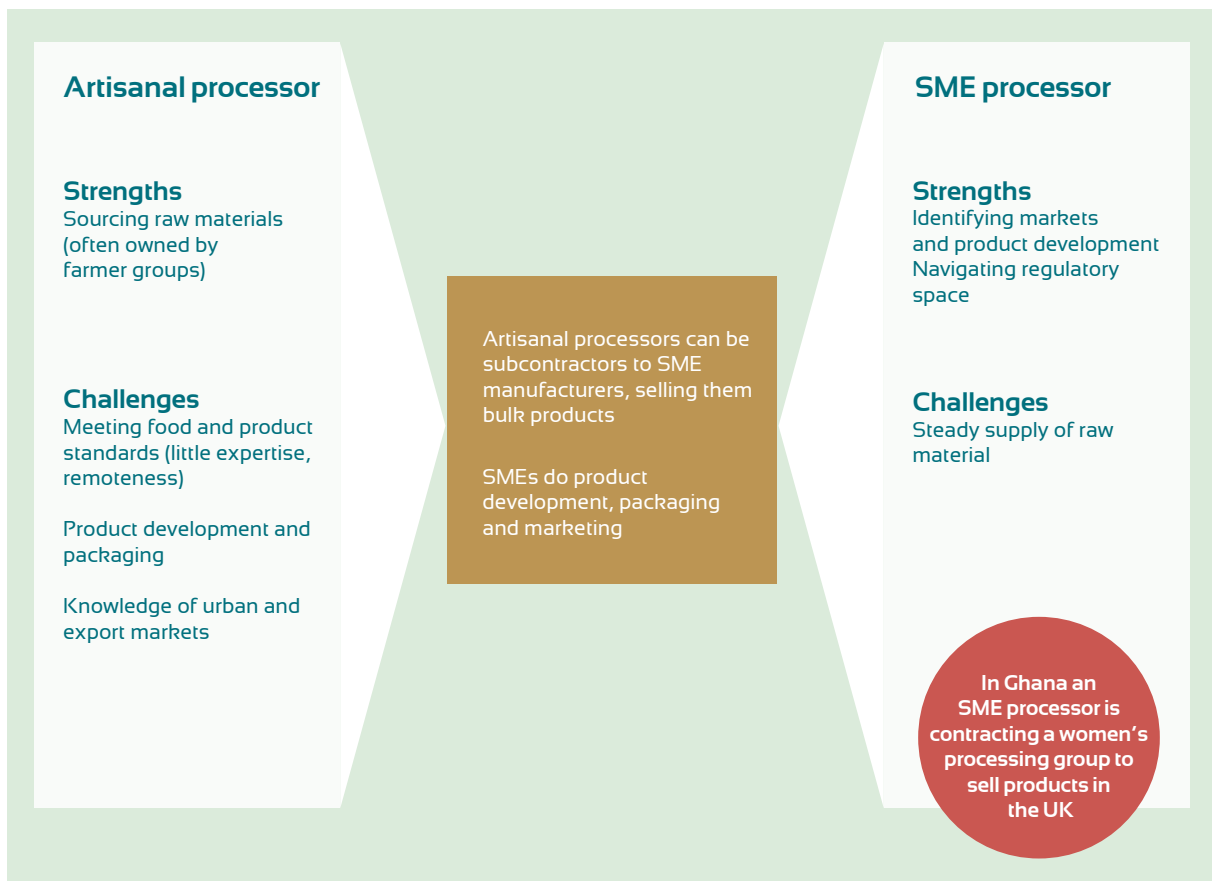 Artisanal processor
Strengths
Sourcing raw materials
(often owned by
farmer groups)
Challenges
Meeting food and product
standards (little expertise,
remoteness)
Product development and
packaging
Knowledge of urban and
export markets
Artisanal processors can be
subcontractors to SME
manufacturers, selling them
bulk products
SMEs do product
development, packaging
and marketing
SME processor
Strengths
Identifying markets
and product development
Navigating regulatory
space
Challenges
Steady supply of raw
material
In Ghana an
SME processor is
contracting a women’s
processing group to
sell products in
the UK